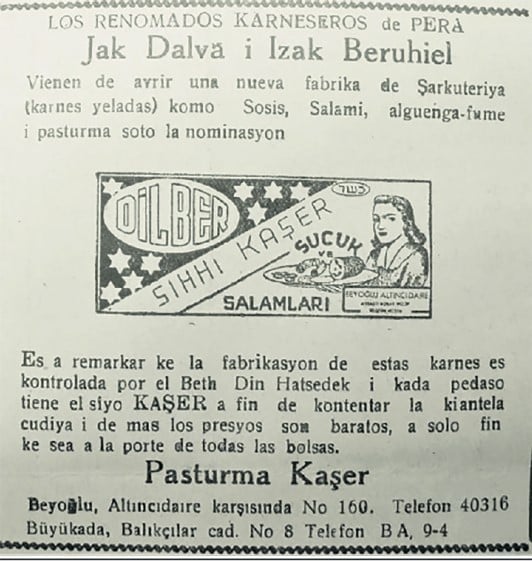 LOS RENOMADOS KARNESEROS de PERA
Jak Dalva i Izak Beruhiel
Vienen de avrir una nueva fabrika de Şarkuteriya
(karnes yeladas) komo Sosis, Salami, alguenga-fume
i pasturma soto la nominasyon
DİLBER
כשר
SIHHI KAŞER
SUCUK
VE
SALAMLARI
BEYOĞLU ALTINCIDAİRE
Es a remarkar ke la fabrikasyon de estas karnes es
kontrolada por el Beth Din Hatsedek i kada pedaso
tiene el siyo KAŞER a fin de kontentar la kiantela
cudiya i de mas los presyos son baratos, a solo fin
ke sea a la porte de todas las bolsas.
Pasturma Kaşer
Beyoğlu, Altıncıdaire karşısında No 160. Telefon 40316
Büyükada, Balıkçılar cad. No 8 Telefon BA, 9-4